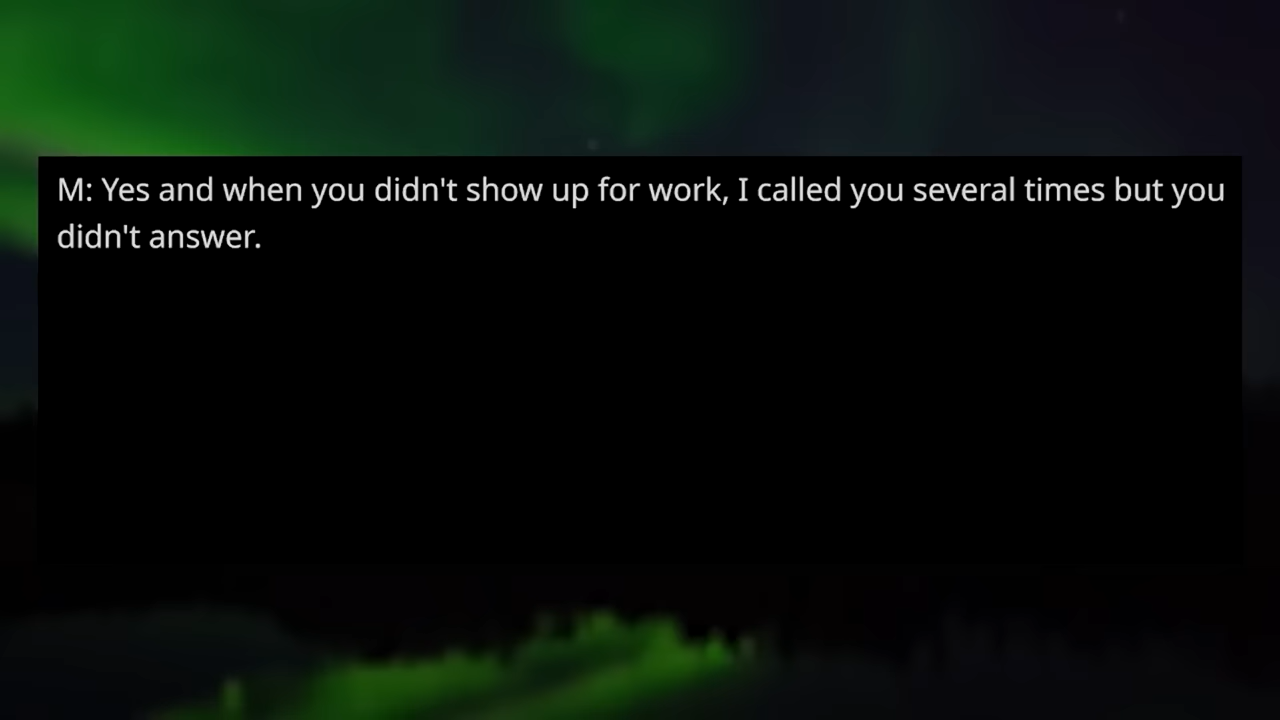 M: Yes and when you didn't show up for work, I called you several times but you
didn't answer.